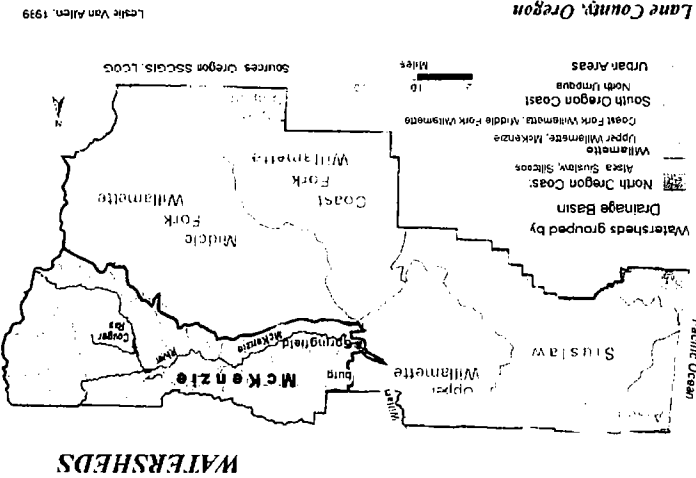 WATERSHEDS
Pacific Ocean
Siuslaw
Upper
Willamette
McKenzie
Springfield
McKenzie
River
Cougar
Res
Coast
Fork
Willamette
Middle
Fork
Willamette
N
Watersheds grouped by
Drainage Basin
North Oregon Coast
Alsea Siuslaw, Siltcoos
Willamette
Upper Willamette, McKenzie
Coast Fork Willamette, Middle Fork Willamette
South Oregon Coast
North Umpqua
Urban Areas
10
Miles
Sources Oregon SSCGIS, LCOG
Lane County, Oregon
Leslie Van Allen, 1999